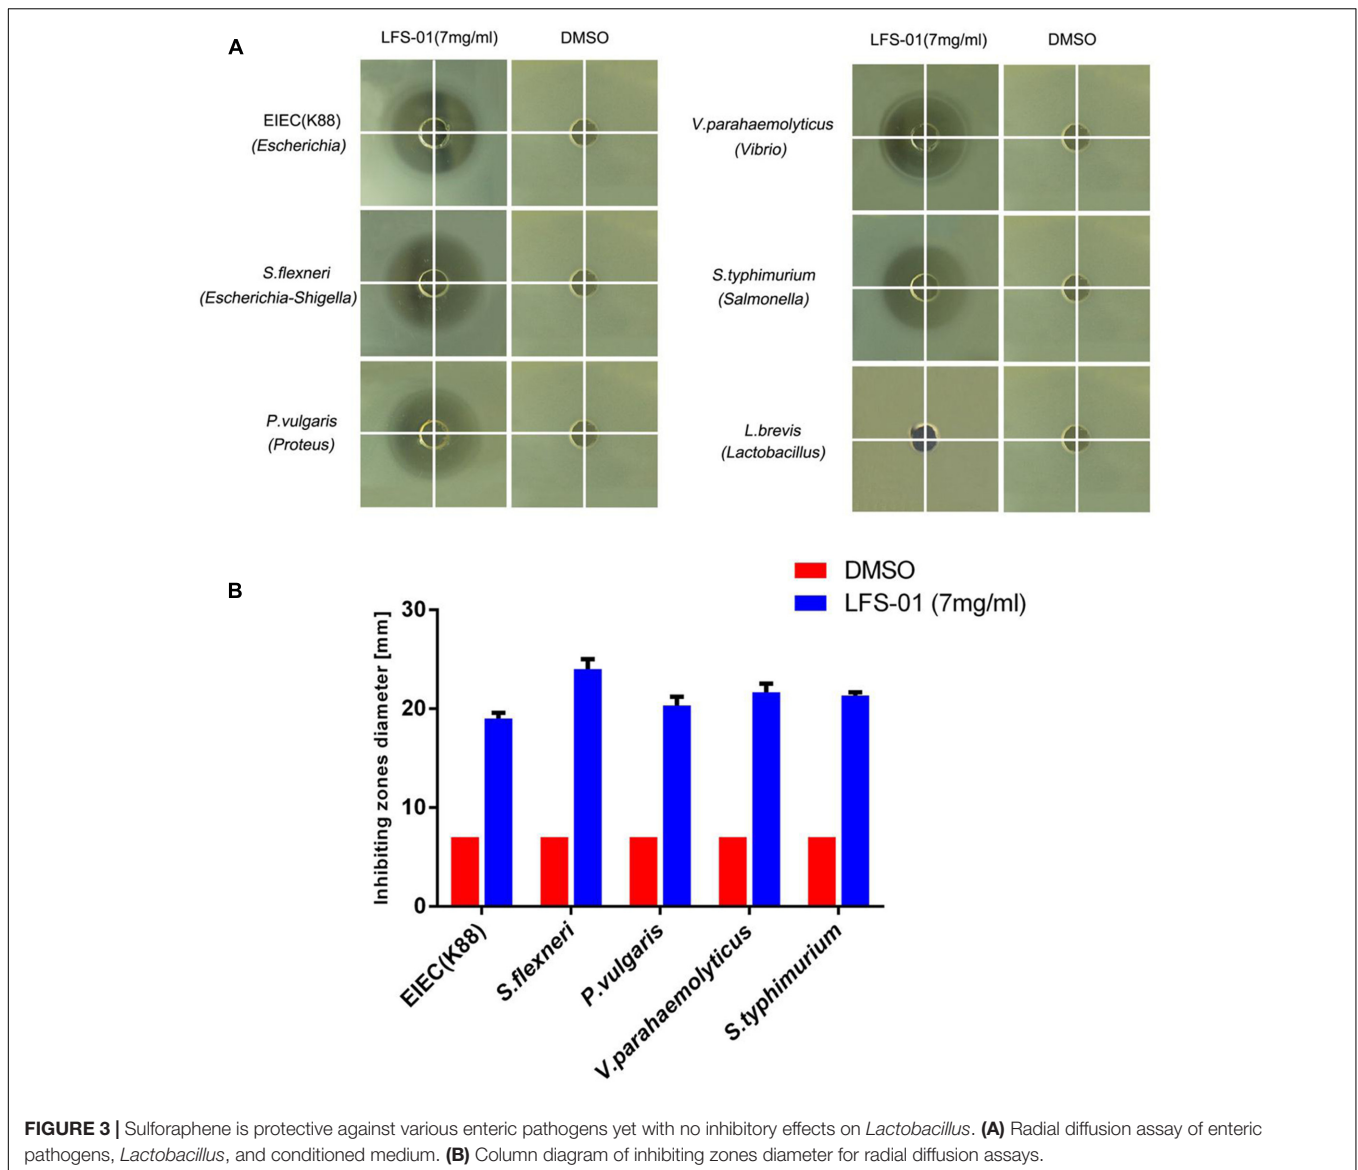 A
LFS-01(7mg/ml)
DMSO
LFS-01(7mg/ml)
DMSO
EIEC(K88)
(Escherichia)
S.flexneri
(Escherichia-Shigella)
P.vulgaris
(Proteus)
V.parahaemolyticus
(Vibrio)
S.typhimurium
(Salmonella)
L.brevis
(Lactobacillus)
B
DMSO
LFS-01 (7mg/ml)
Inhibiting zones diameter [mm]
30
20
10
0
EIEC(K88)
S.flexneri
P.vulgaris
V.parahaemolyticus
S.typhimurium
FIGURE 3 | Sulforaphene is protective against various enteric pathogens yet with no inhibitory effects on Lactobacillus. (A) Radial diffusion assay of enteric
pathogens, Lactobacillus, and conditioned medium. (B) Column diagram of inhibiting zones diameter for radial diffusion assays.